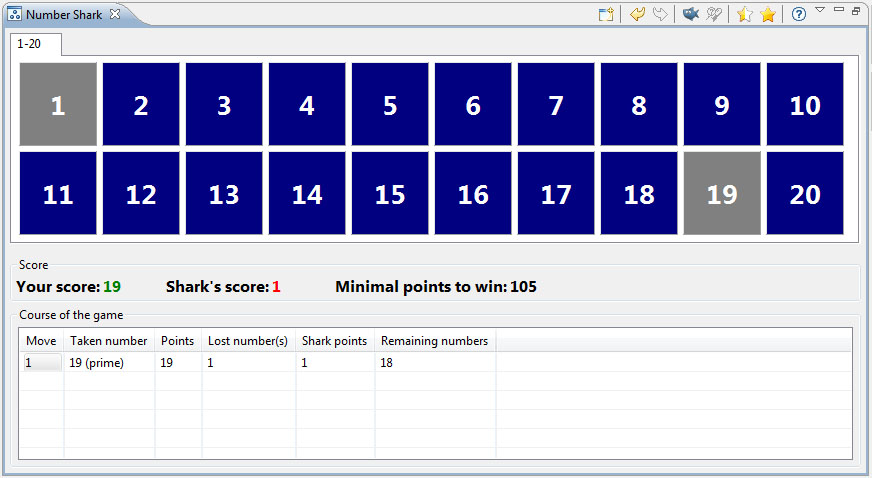 Number Shark
1-20
1 2 3 4 5 6 7 8 9 10
11 12 13 14 15 16 17 18 19 20
Score
Your score: 19 Shark's score: 1 Minimal points to win: 105
Course of the game
Move Taken number Points Lost number(s) Shark points Remaining numbers
1 19 (prime) 19 1 1 18